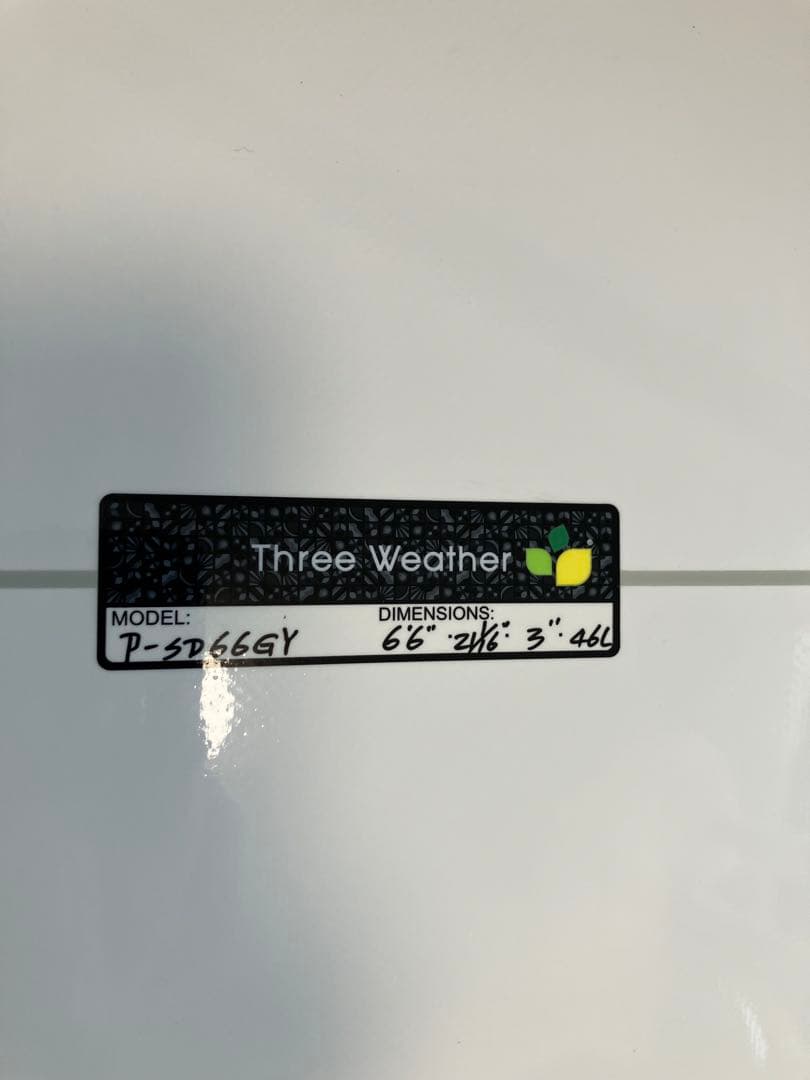 Three Weather ®
MODEL: DIMENSIONS:
P-SD66GY 6'6" · 3" · 46L